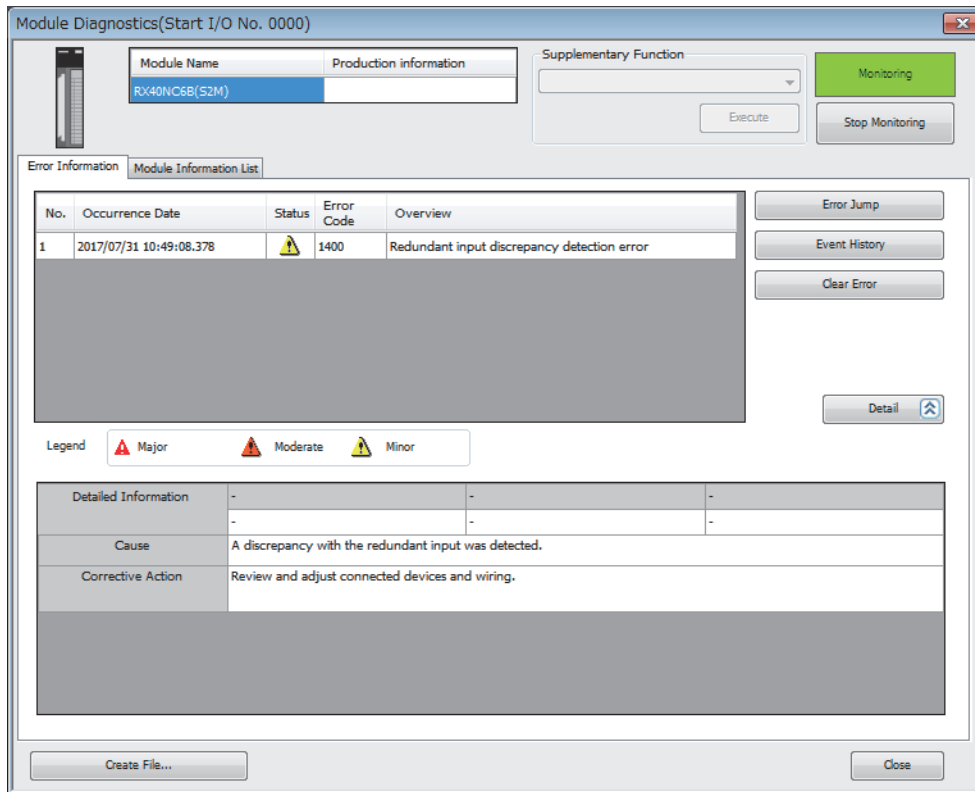 Module Diagnostics(Start I/O No. 0000)
Module Name Production information
RX40NC6B(S2M)
Supplementary Function
Execute
Monitoring
Stop Monitoring
Error Information Module Information List
No. Occurrence Date Status Error Code Overview
1 2017/07/31 10:49:08.378 1400 Redundant input discrepancy detection error
Error Jump
Event History
Clear Error
Detail
Legend Major Moderate Minor
Detailed Information - - -
- - -
Cause A discrepancy with the redundant input was detected.
Corrective Action Review and adjust connected devices and wiring.
Create File... Close